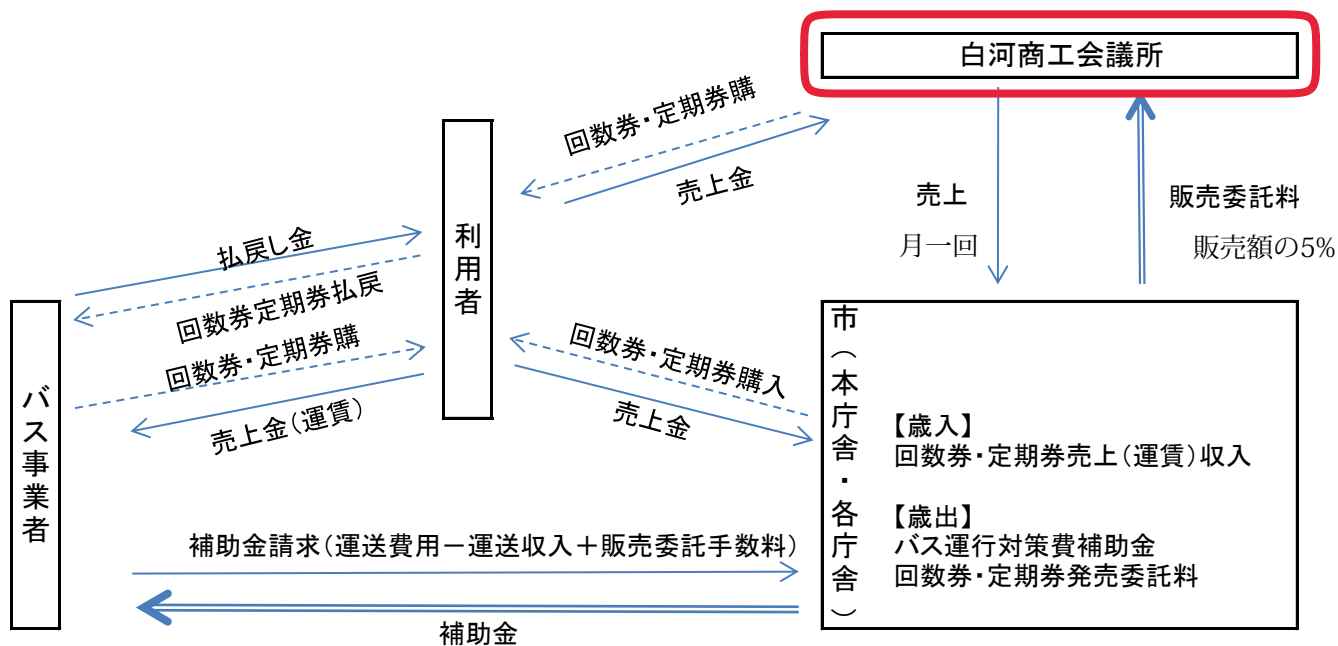 白河商工会議所
回数券・定期券購
売上金
売上
月一回
販売委託料
販売額の5%
利用者
払戻し金
回数券定期券払戻
回数券・定期券購
売上金(運賃)
バス事業者
回数券・定期券購入
売上金
市(本庁舎・各庁舎)
【歳入】
回数券・定期券売上(運賃)収入
【歳出】
バス運行対策費補助金
回数券・定期券発売委託料
補助金請求(運送費用-運送収入+販売委託手数料)
補助金